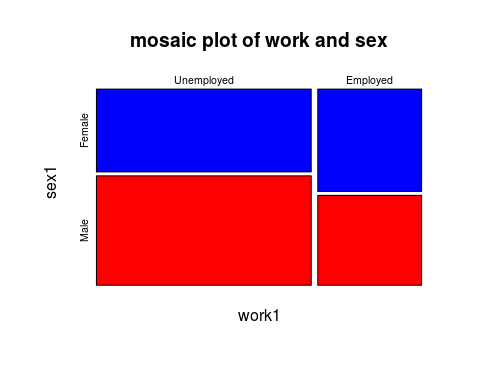 mosaic plot of work and sex
Unemployed
Employed
Female
Male
sex1
work1